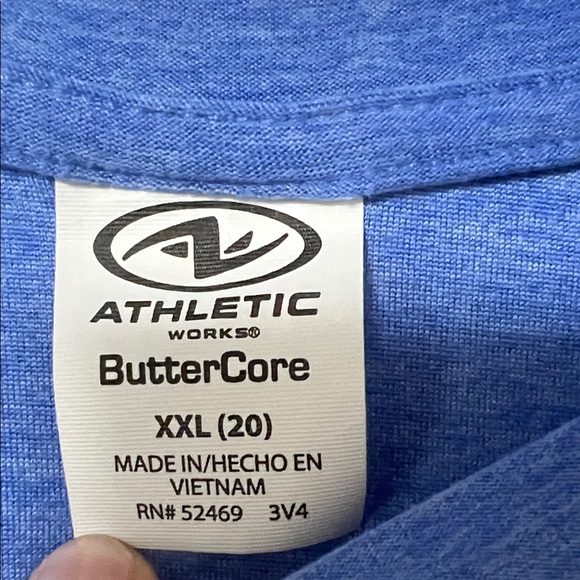 ATHLETIC
WORKS®
ButterCore
XXL (20)
MADE IN/HECHO EN
VIETNAM
RN# 52469 3V4